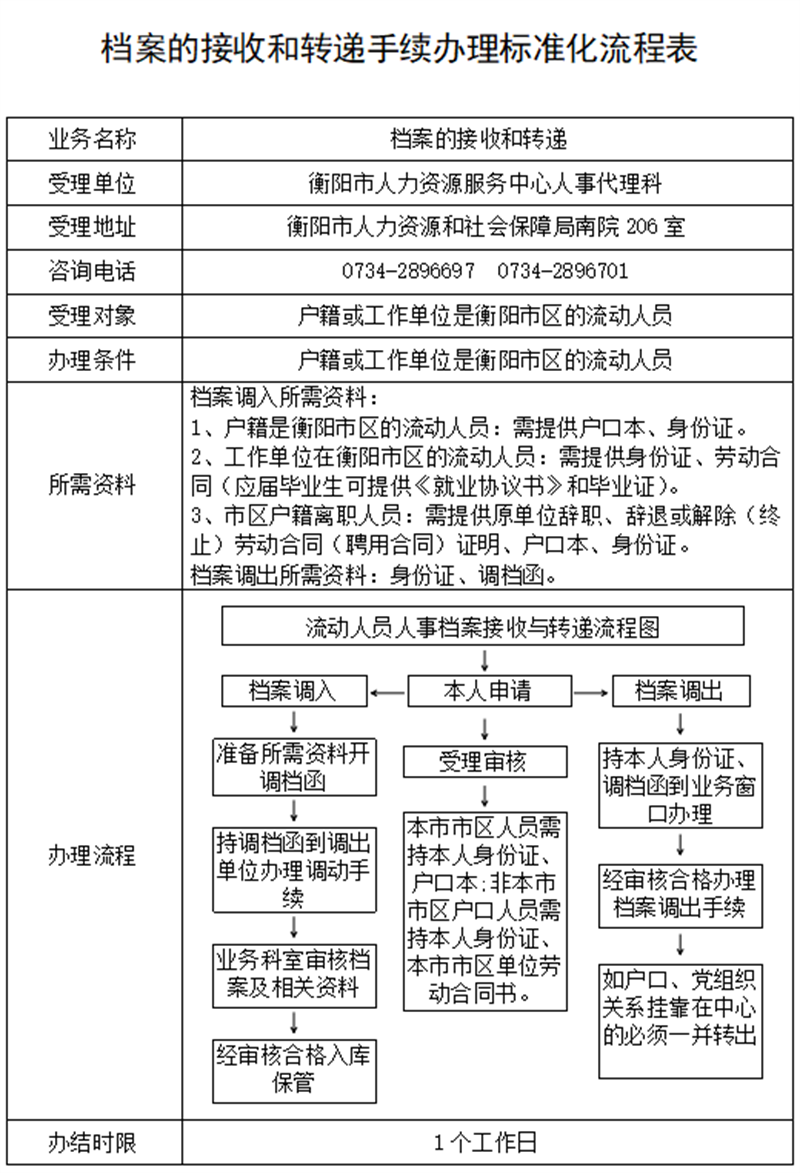 档案的接收和转递手续办理标准化流程表
业务名称
档案的接收和转递
受理单位
衡阳市人力资源服务中心人事代理科
受理地址
衡阳市人力资源和社会保障局南院 206 室
咨询电话
0734-2896697 0734-2896701
受理对象
户籍或工作单位是衡阳市区的流动人员
办理条件
户籍或工作单位是衡阳市区的流动人员
所需资料
档案调入所需资料：
1、户籍是衡阳市区的流动人员：需提供户口本、身份证。
2、工作单位在衡阳市区的流动人员：需提供身份证、劳动合
同（应届毕业生可提供《就业协议书》和毕业证）。
3、市区户籍离职人员：需提供原单位辞职、辞退或解除（终
止）劳动合同（聘用合同）证明、户口本、身份证。
档案调出所需资料：身份证、调档函。
办理流程
流动人员人事档案接收与转递流程图
档案调入
本人申请
档案调出
准备所需资料开
调档函
持调档函到调出
单位办理调动手
续
业务科室审核档
案及相关资料
经审核合格入库
保管
受理审核
本市市区人员需
持本人身份证、
户口本;非本市
市区户口人员需
持本人身份证、
本市市区单位劳
动合同书。
持本人身份证、
调档函到业务窗
口办理
经审核合格办理
档案调出手续
如户口、党组织
关系挂靠在中心
的必须一并转出
办结时限
1 个工作日